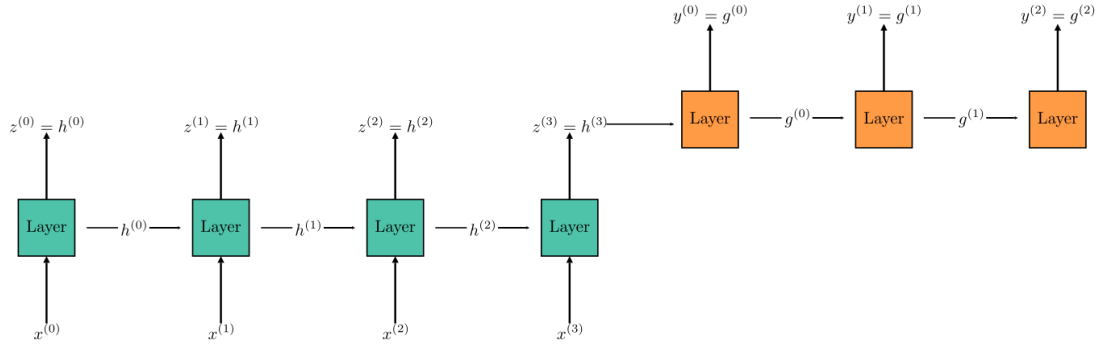 y^{(0)} = g^{(0)} y^{(1)} = g^{(1)} y^{(2)} = g^{(2)}
Layer g^{(0)} Layer g^{(1)} Layer
z^{(0)} = h^{(0)} z^{(1)} = h^{(1)} z^{(2)} = h^{(2)} z^{(3)} = h^{(3)}
Layer h^{(0)} Layer h^{(1)} Layer h^{(2)} Layer
x^{(0)} x^{(1)} x^{(2)} x^{(3)}